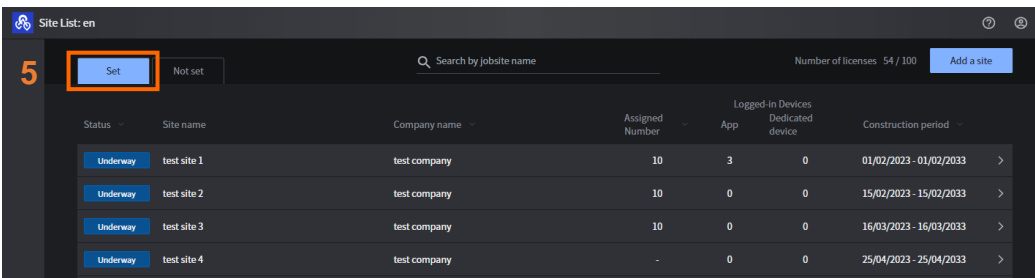 Site List: en
5
Set Not set Search by jobsite name Number of licenses 54 / 100 Add a site
Logged-in Devices
Status Site name Company name Assigned Number App Dedicated device Construction period
Underway test site 1 test company 10 3 0 01/02/2023 - 01/02/2033
Underway test site 2 test company 10 0 0 15/02/2023 - 15/02/2033
Underway test site 3 test company 10 0 0 16/03/2023 - 16/03/2033
Underway test site 4 test company - 0 0 25/04/2023 - 25/04/2033